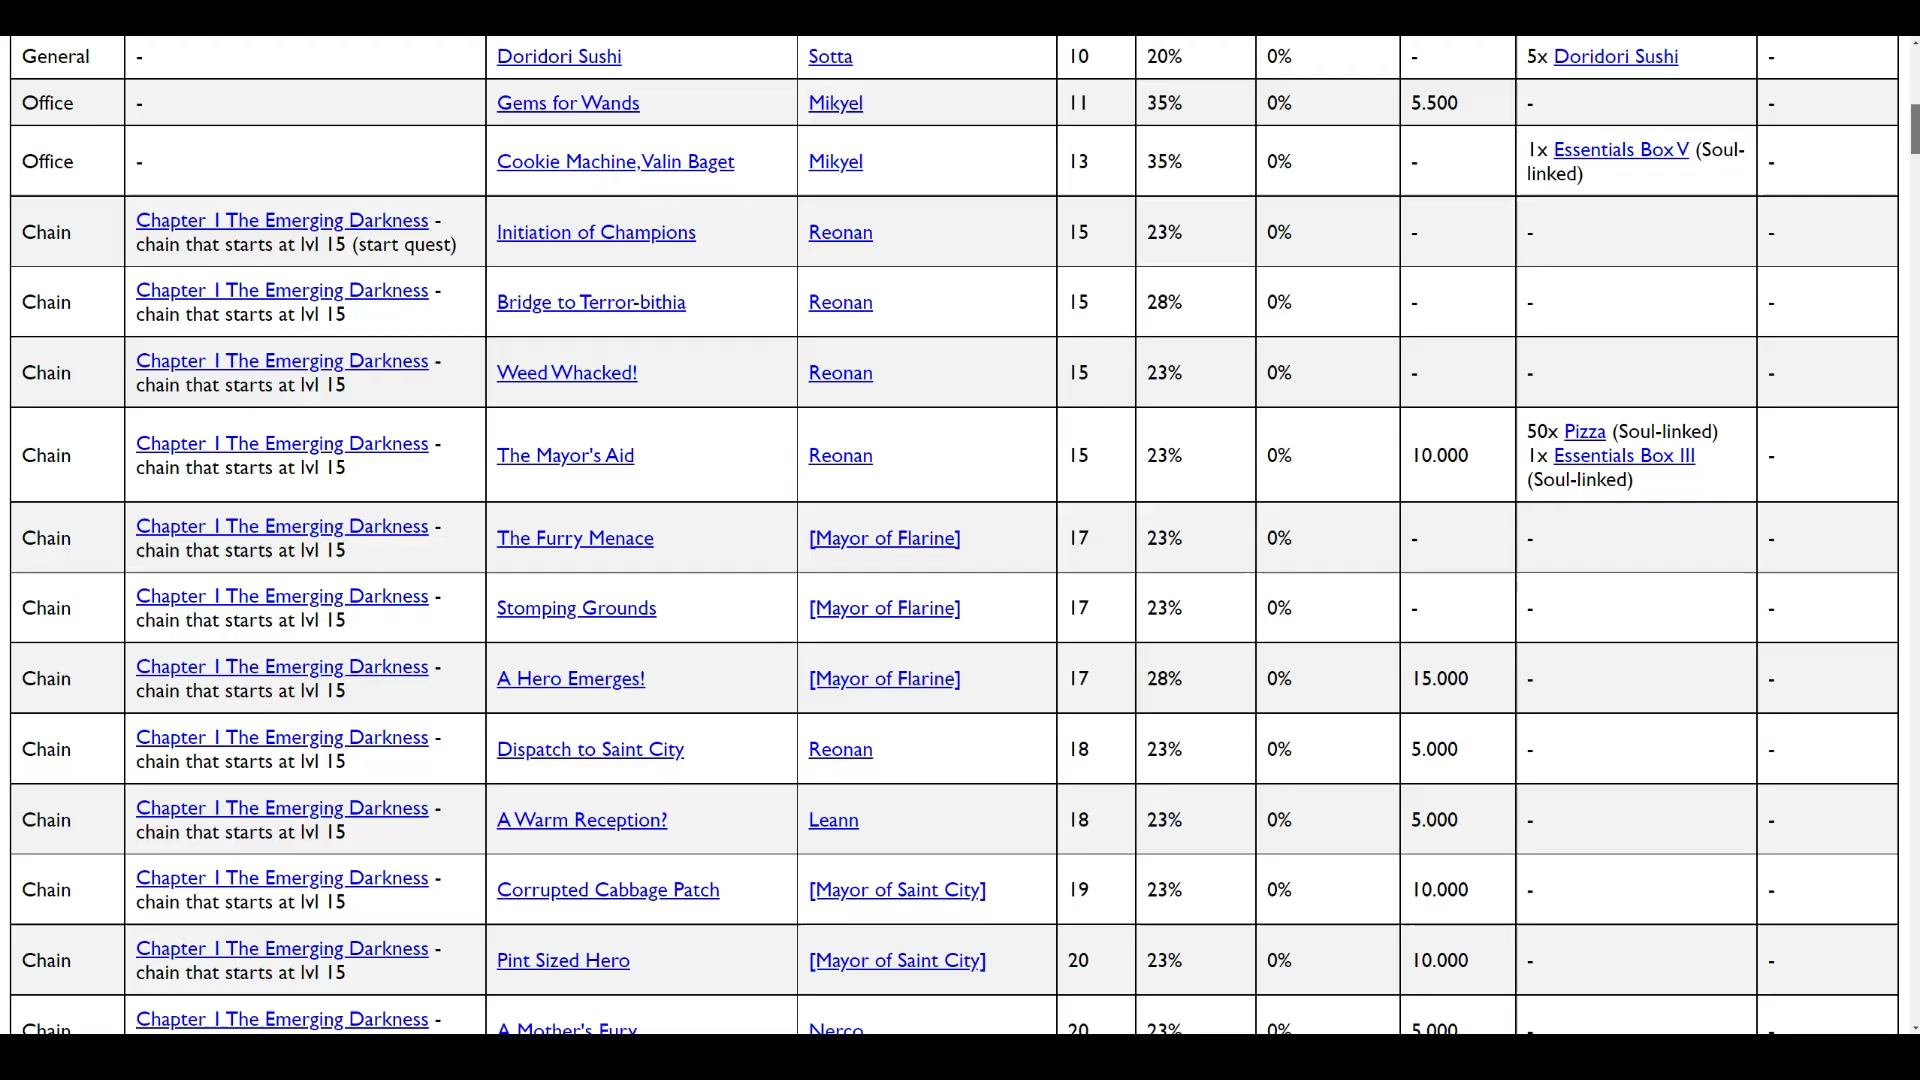 General - Doridori Sushi Sotta 10 20% 0% - 5x Doridori Sushi -
Office - Gems for Wands Mikyel 11 35% 0% 5.500 - -
Office - Cookie Machine, Valin Baget Mikyel 13 35% 0% - 1x Essentials Box V (Soul-
linked) -
Chain Chapter 1 The Emerging Darkness -
chain that starts at lvl 15 (start quest) Initiation of Champions Reonan 15 23% 0% - - -
Chain Chapter 1 The Emerging Darkness -
chain that starts at lvl 15 Bridge to Terror-bithia Reonan 15 28% 0% - - -
Chain Chapter 1 The Emerging Darkness -
chain that starts at lvl 15 Weed Whacked! Reonan 15 23% 0% - - -
Chain Chapter 1 The Emerging Darkness -
chain that starts at lvl 15 The Mayor's Aid Reonan 15 23% 0% 10.000 50x Pizza (Soul-linked)
1x Essentials Box III
(Soul-linked) -
Chain Chapter 1 The Emerging Darkness -
chain that starts at lvl 15 The Furry Menace [Mayor of Flarine] 17 23% 0% - - -
Chain Chapter 1 The Emerging Darkness -
chain that starts at lvl 15 Stomping Grounds [Mayor of Flarine] 17 23% 0% - - -
Chain Chapter 1 The Emerging Darkness -
chain that starts at lvl 15 A Hero Emerges! [Mayor of Flarine] 17 28% 0% 15.000 - -
Chain Chapter 1 The Emerging Darkness -
chain that starts at lvl 15 Dispatch to Saint City Reonan 18 23% 0% 5.000 - -
Chain Chapter 1 The Emerging Darkness -
chain that starts at lvl 15 A Warm Reception? Leann 18 23% 0% 5.000 - -
Chain Chapter 1 The Emerging Darkness -
chain that starts at lvl 15 Corrupted Cabbage Patch [Mayor of Saint City] 19 23% 0% 10.000 - -
Chain Chapter 1 The Emerging Darkness -
chain that starts at lvl 15 Pint Sized Hero [Mayor of Saint City] 20 23% 0% 10.000 - -
Chain Chapter 1 The Emerging Darkness - A Mother's Fury Nerco 20 23% 0% 5.000 - -